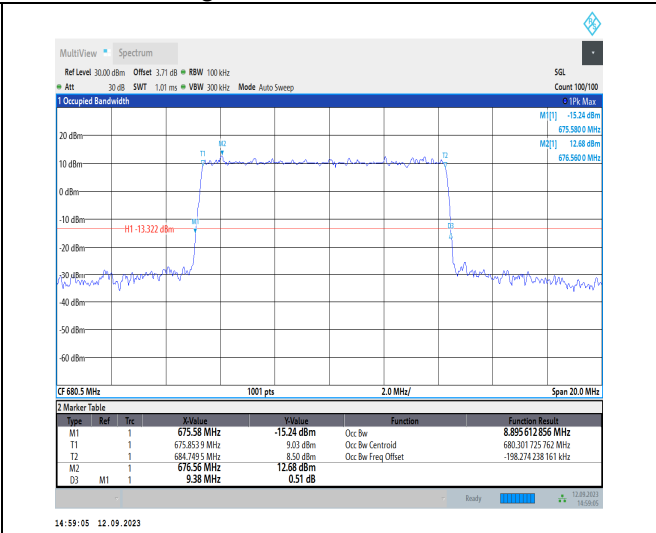 MultiView Spectrum
Ref Level 30.00 dBm Offset 3.71 dB RBW 100 kHz SGL
Att 30 dB SWT 1.01 ms VBW 300 kHz Mode Auto Sweep Count 100/100
1 Occupied Bandwidth 1Pk Max
M1[1] -15.24 dBm
675.580 0 MHz
M2[1] 12.68 dBm
676.560 0 MHz
20 dBm
M2
T1 T2
10 dBm
0 dBm
-10 dBm
M1 D3
H1 -13.322 dBm
-20 dBm
-30 dBm
-40 dBm
-50 dBm
-60 dBm
CF 680.5 MHz 1001 pts 2.0 MHz/ Span 20.0 MHz
2 Marker Table
Type Ref Trc X-Value Y-Value Function Function Result
M1 1 675.58 MHz -15.24 dBm Occ Bw 8.895 612 856 MHz
T1 1 675.853 9 MHz 9.03 dBm Occ Bw Centroid 680.301 725 762 MHz
T2 1 684.749 5 MHz 8.50 dBm Occ Bw Freq Offset -198.274 238 161 kHz
M2 1 676.56 MHz 12.68 dBm
D3 M1 1 9.38 MHz 0.51 dB
Ready 12.09.2023
14:59:05
14:59:05 12.09.2023